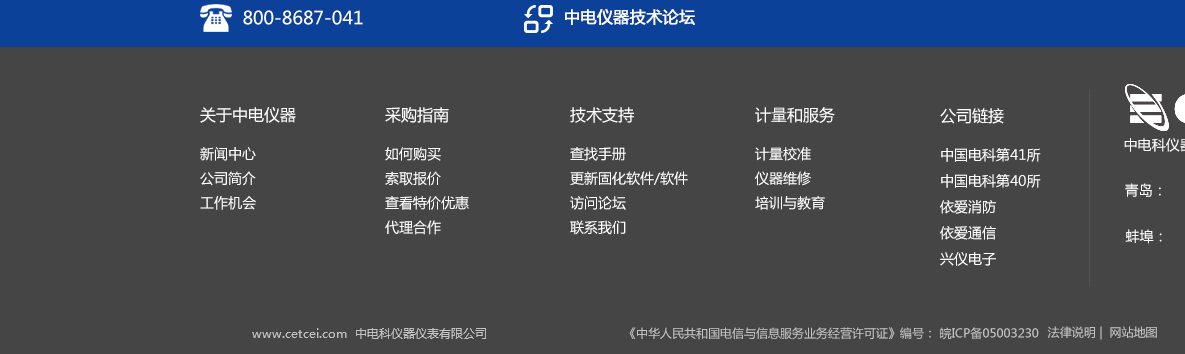 800-8687-041
中电仪器技术论坛
关于中电仪器
新闻中心
公司简介
工作机会
采购指南
如何购买
索取报价
查看特价优惠
代理合作
技术支持
查找手册
更新固化软件/软件
访问论坛
联系我们
计量和服务
计量校准
仪器维修
培训与教育
公司链接
中国电科第41所
中国电科第40所
依爱消防
依爱通信
兴仪电子
中电科仪器
青岛：
蚌埠：
www.cetcei.com 中电科仪器仪表有限公司
《中华人民共和国电信与信息服务业务经营许可证》编号： 皖ICP备05003230 法律说明 | 网站地图